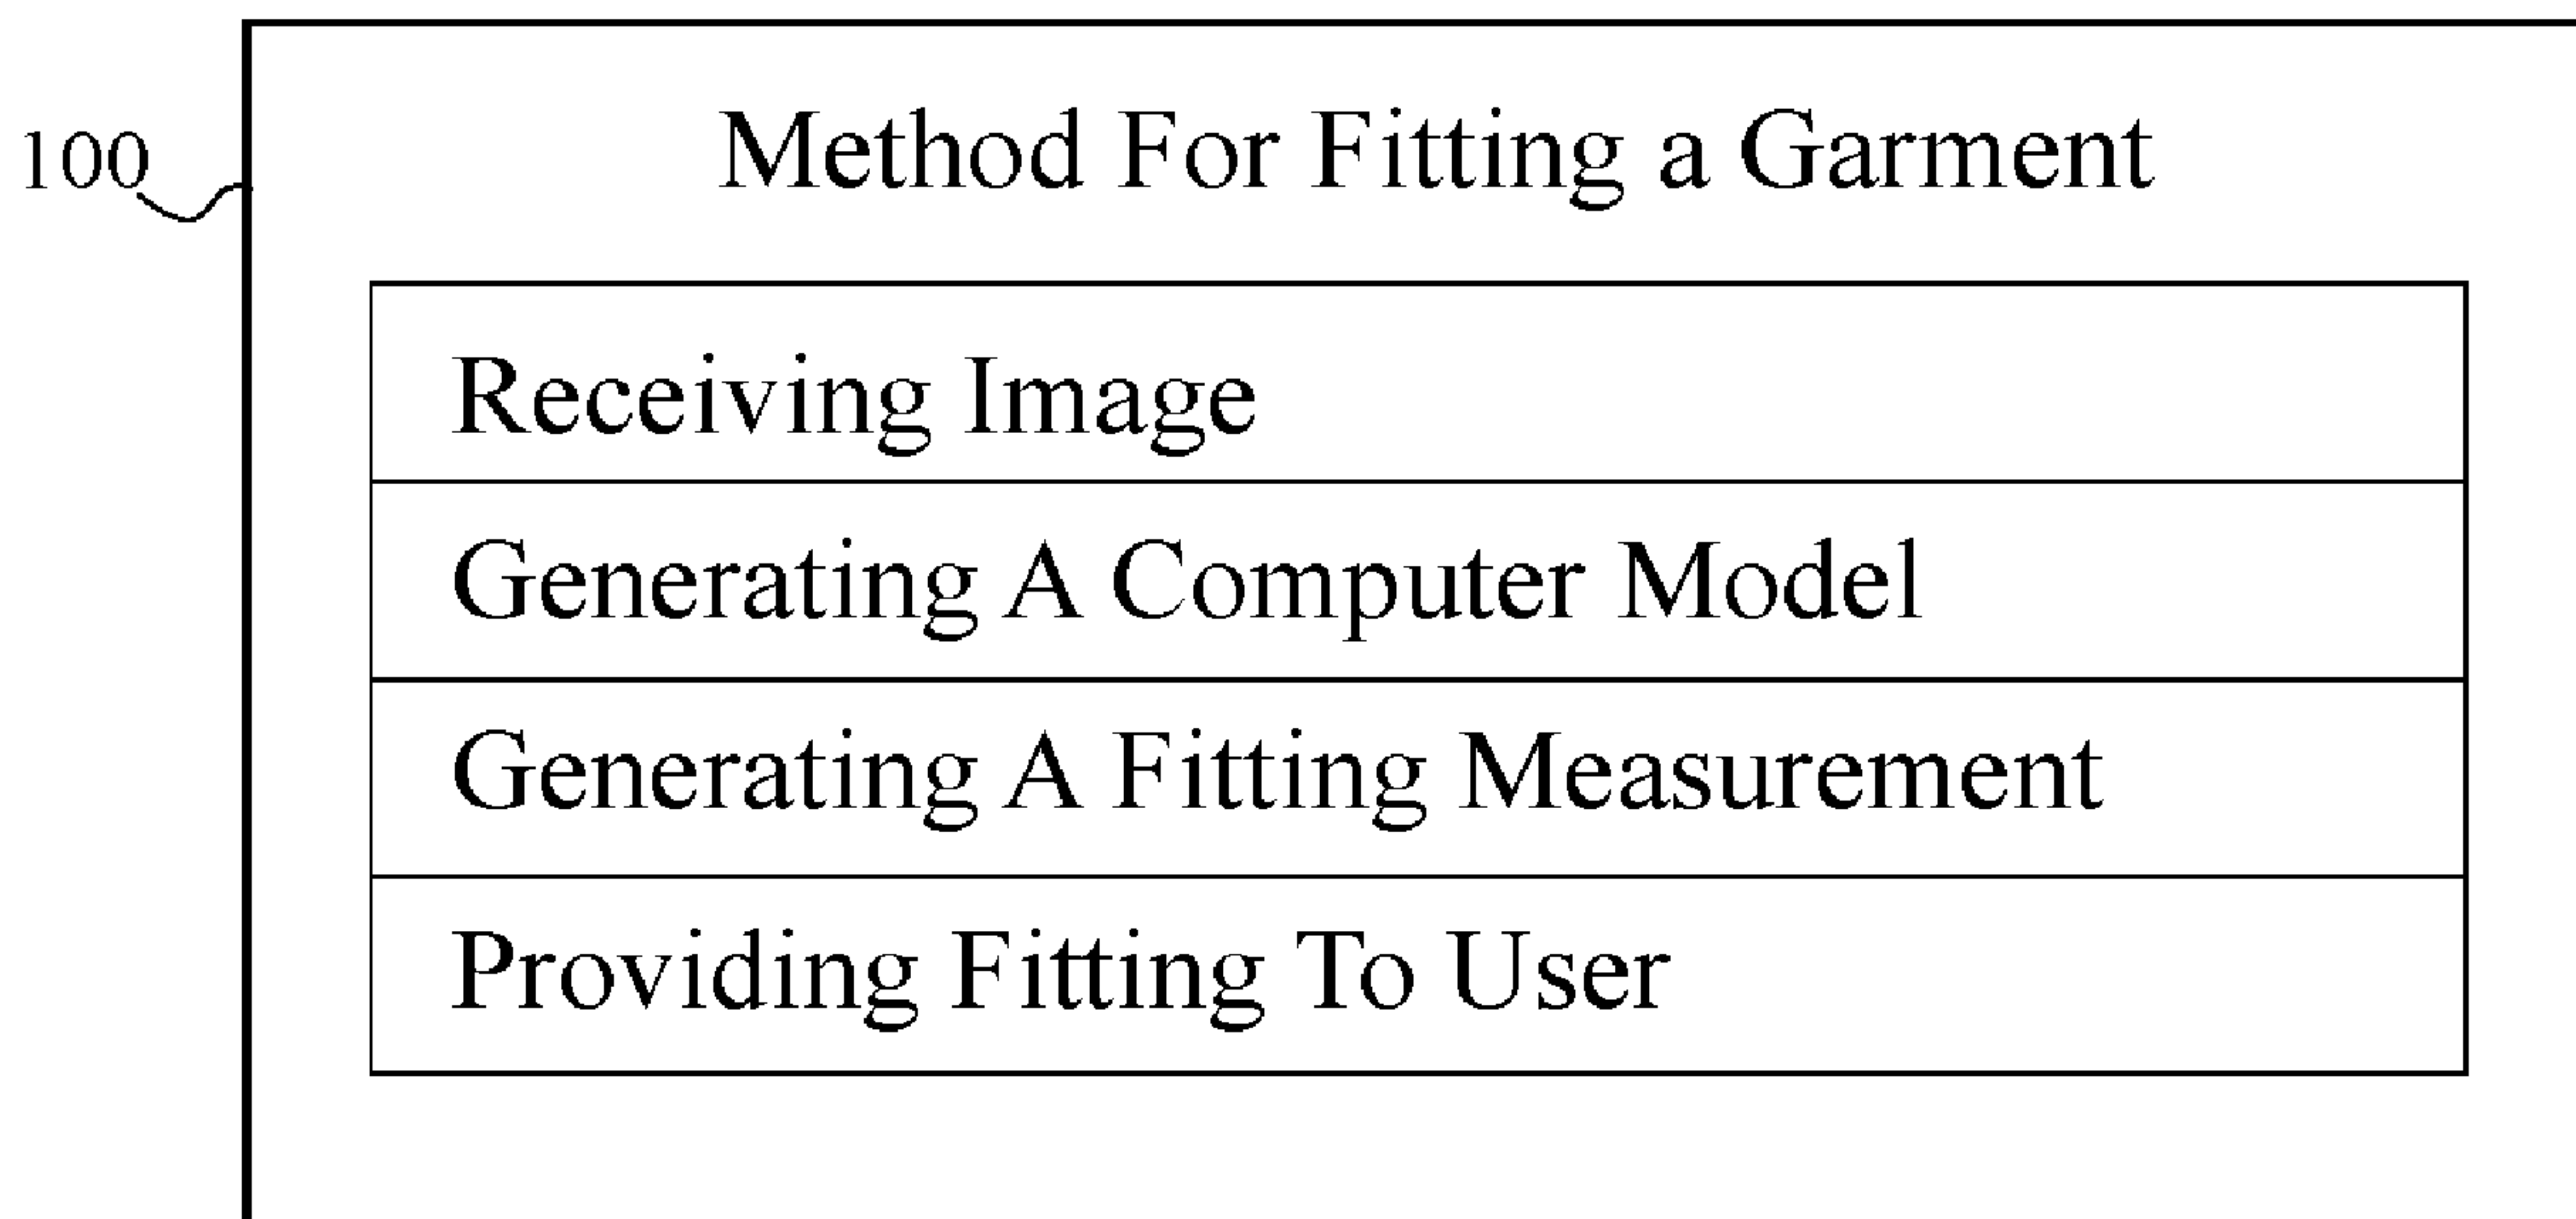 100
Method For Fitting a Garment
Receiving Image
Generating A Computer Model
Generating A Fitting Measurement
Providing Fitting To User